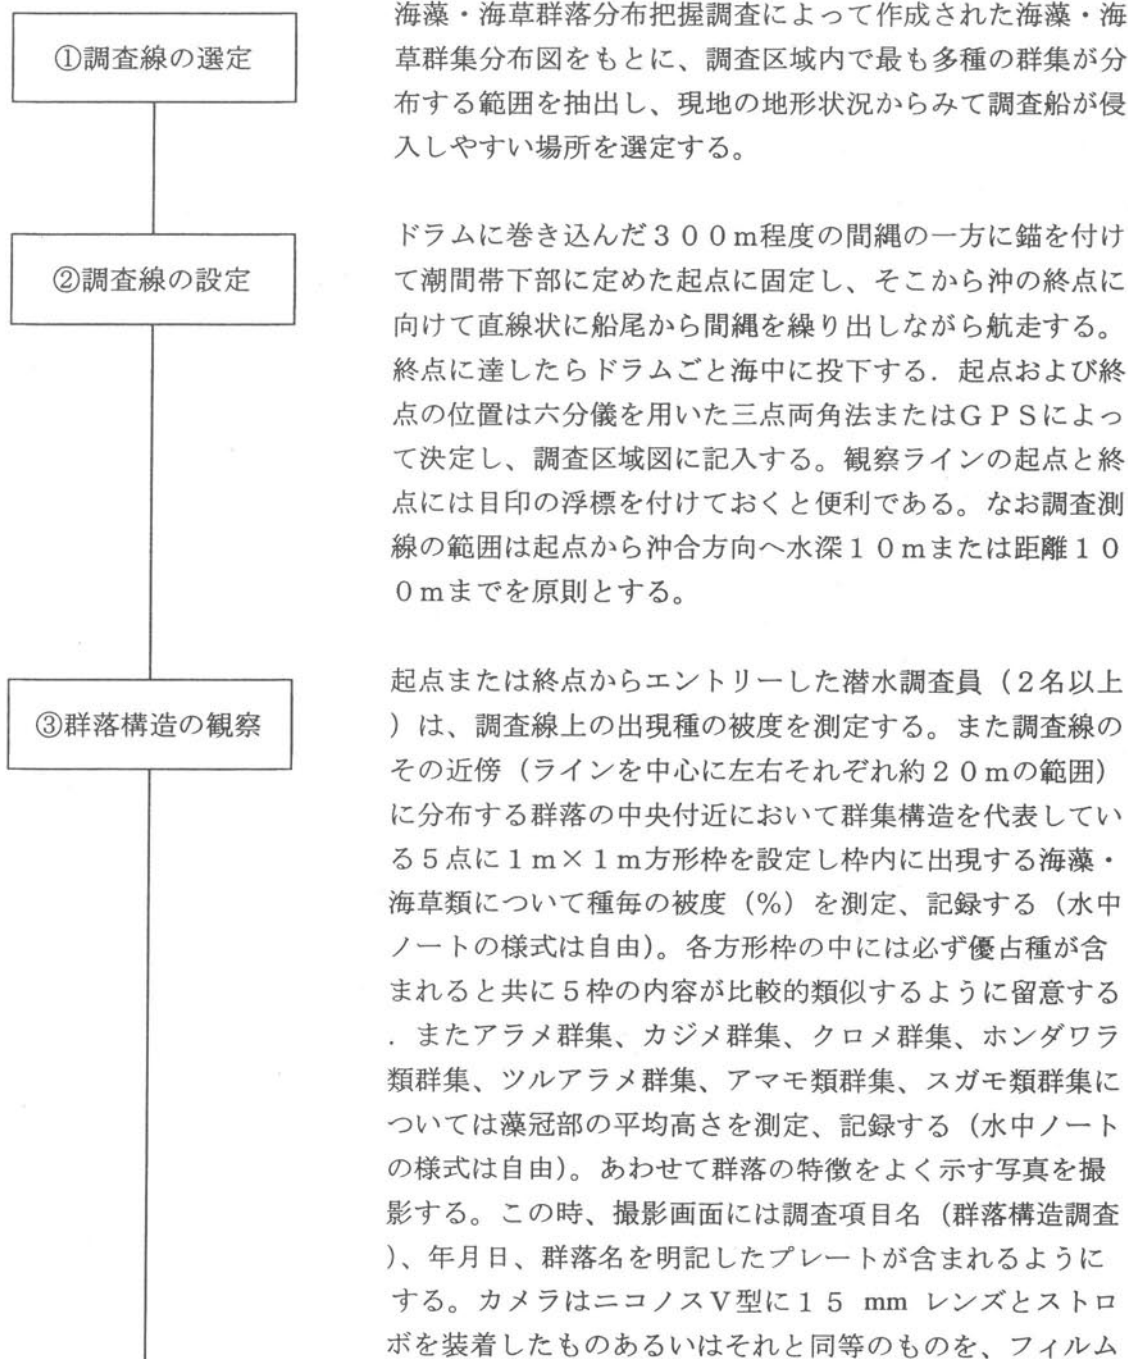 ①調査線の選定
海藻・海草群落分布把握調査によって作成された海藻・海
草群集分布図をもとに、調査区域内で最も多種の群集が分
布する範囲を抽出し、現地の地形状況からみて調査船が侵
入しやすい場所を選定する。
②調査線の設定
ドラムに巻き込んだ３００ｍ程度の間縄の一方に錨を付け
て潮間帯下部に定めた起点に固定し、そこから沖の終点に
向けて直線状に船尾から間縄を繰り出しながら航走する。
終点に達したらドラムごと海中に投下する．起点および終
点の位置は六分儀を用いた三点両角法またはＧＰＳによっ
て決定し、調査区域図に記入する。観察ラインの起点と終
点には目印の浮標を付けておくと便利である。なお調査測
線の範囲は起点から沖合方向へ水深１０ｍまたは距離１０
０ｍまでを原則とする。
③群落構造の観察
起点または終点からエントリーした潜水調査員（２名以上
）は、調査線上の出現種の被度を測定する。また調査線の
その近傍（ラインを中心に左右それぞれ約２０ｍの範囲）
に分布する群落の中央付近において群集構造を代表してい
る５点に１ｍ×１ｍ方形枠を設定し枠内に出現する海藻・
海草類について種毎の被度（％）を測定、記録する（水中
ノートの様式は自由）。各方形枠の中には必ず優占種が含
まれると共に５枠の内容が比較的類似するように留意する
．またアラメ群集、カジメ群集、クロメ群集、ホンダワラ
類群集、ツルアラメ群集、アマモ類群集、スガモ類群集に
ついては藻冠部の平均高さを測定、記録する（水中ノート
の様式は自由）。あわせて群落の特徴をよく示す写真を撮
影する。この時、撮影画面には調査項目名（群落構造調査
）、年月日、群落名を明記したプレートが含まれるように
する。カメラはニコノスＶ型に１５ mm レンズとストロ
ボを装着したものあるいはそれと同等のものを、フィルム